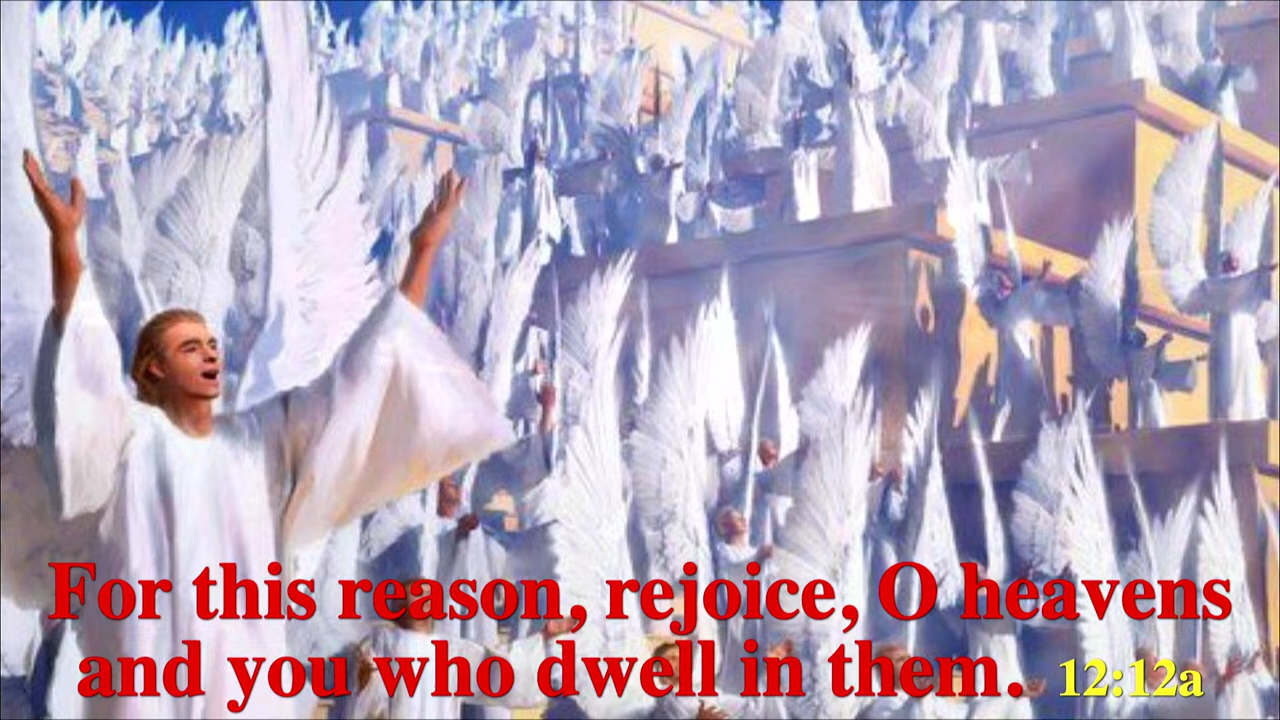 For this reason, rejoice, O heavens
and you who dwell in them. 12:12a